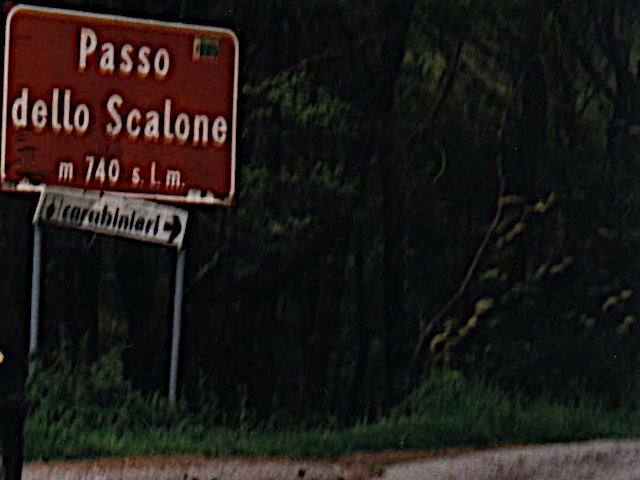 Passo
dello Scalone
m 740 s.l.m.
carabinieri